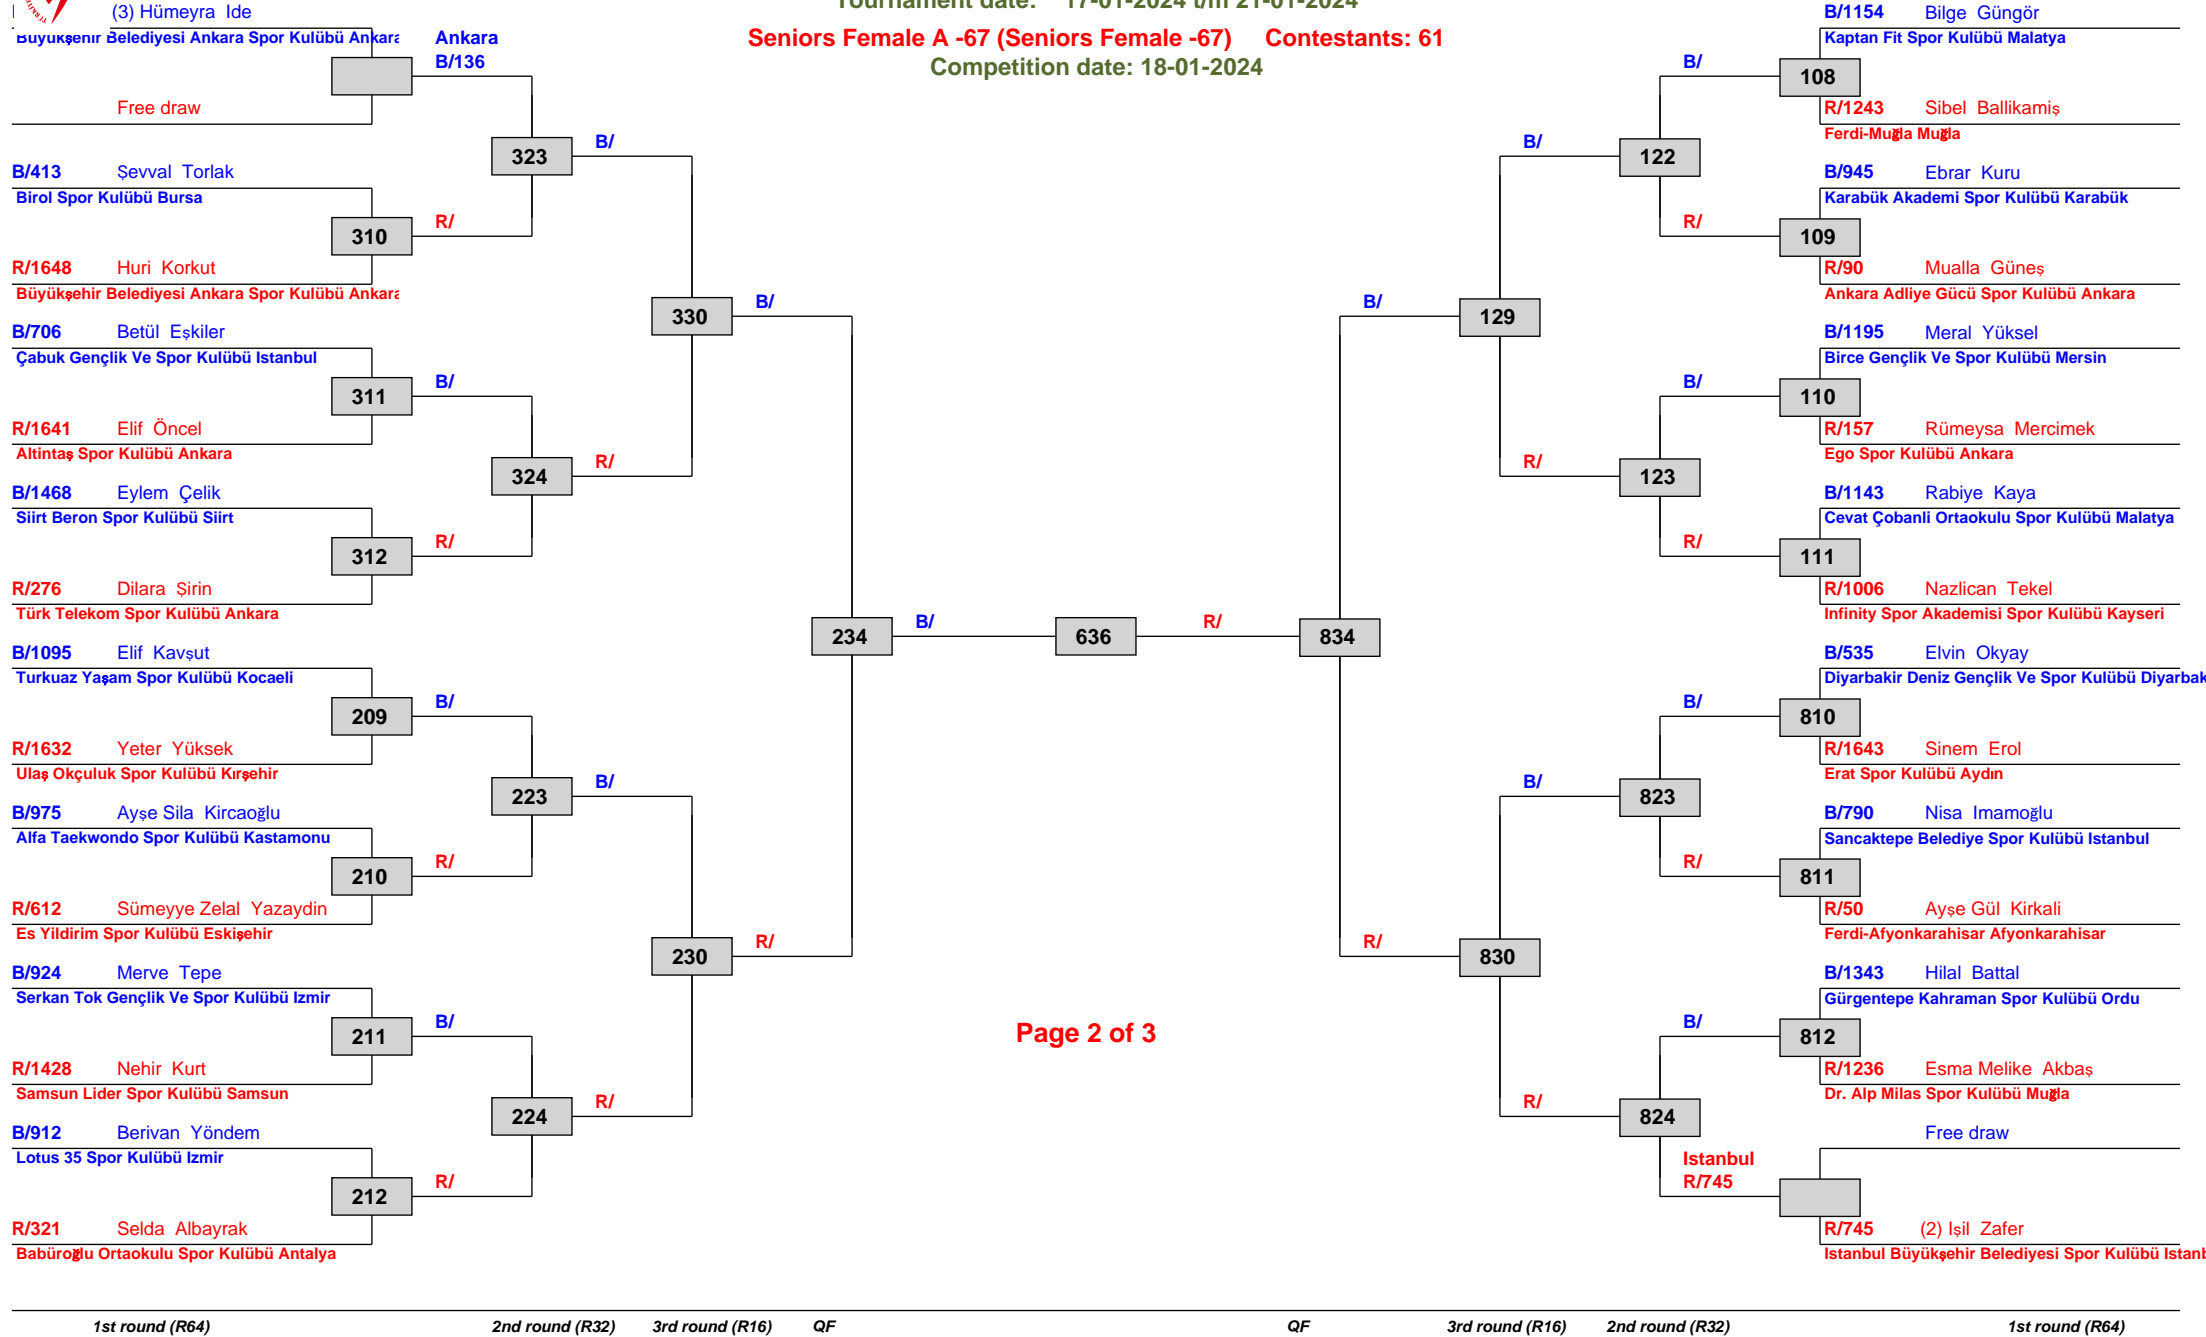 Tournament date: 17-01-2024 t/m 21-01-2024
Seniors Female A -67 (Seniors Female -67) Contestants: 61
Competition date: 18-01-2024
(3) Hümeyra Ide
Büyükşehir Belediyesi Ankara Spor Kulübü Ankara
Ankara
B/136
Free draw
323
B/
B/413 Şevval Torlak
Birol Spor Kulübü Bursa
310
R/
R/1648 Huri Korkut
Büyükşehir Belediyesi Ankara Spor Kulübü Ankara
330
B/
B/706 Betül Eşkiler
Çabuk Gençlik Ve Spor Kulübü Istanbul
311
B/
R/1641 Elif Öncel
Altintaş Spor Kulübü Ankara
324
R/
B/1468 Eylem Çelik
Siirt Beron Spor Kulübü Siirt
312
R/
R/276 Dilara Şirin
Türk Telekom Spor Kulübü Ankara
234
B/
B/1095 Elif Kavşut
Turkuaz Yaşam Spor Kulübü Kocaeli
209
B/
R/1632 Yeter Yüksek
Ulaş Okçuluk Spor Kulübü Kırşehir
223
B/
B/975 Ayşe Sila Kircaoğlu
Alfa Taekwondo Spor Kulübü Kastamonu
210
R/
R/612 Sümeyye Zelal Yazaydin
Es Yildirim Spor Kulübü Eskişehir
230
R/
B/924 Merve Tepe
Serkan Tok Gençlik Ve Spor Kulübü Izmir
211
B/
R/1428 Nehir Kurt
Samsun Lider Spor Kulübü Samsun
224
R/
B/912 Berivan Yöndem
Lotus 35 Spor Kulübü Izmir
212
R/
R/321 Selda Albayrak
Babüroğlu Ortaokulu Spor Kulübü Antalya
636
R/
834
Page 2 of 3
B/1154 Bilge Güngör
Kaptan Fit Spor Kulübü Malatya
B/
108
R/1243 Sibel Ballikamiş
Ferdi-Muğla Muğla
B/
122
B/945 Ebrar Kuru
Karabük Akademi Spor Kulübü Karabük
R/
109
R/90 Mualla Güneş
Ankara Adliye Gücü Spor Kulübü Ankara
B/
129
B/1195 Meral Yüksel
Birce Gençlik Ve Spor Kulübü Mersin
B/
110
R/157 Rümeysa Mercimek
Ego Spor Kulübü Ankara
R/
123
B/1143 Rabiye Kaya
Cevat Çobanli Ortaokulu Spor Kulübü Malatya
R/
111
R/1006 Nazlican Tekel
Infinity Spor Akademisi Spor Kulübü Kayseri
B/535 Elvin Okyay
Diyarbakir Deniz Gençlik Ve Spor Kulübü Diyarbak
B/
810
R/1643 Sinem Erol
Erat Spor Kulübü Aydın
B/
823
B/790 Nisa Imamoğlu
Sancaktepe Belediye Spor Kulübü Istanbul
R/
811
R/50 Ayşe Gül Kirkali
Ferdi-Afyonkarahisar Afyonkarahisar
R/
830
B/1343 Hilal Battal
Gürgentepe Kahraman Spor Kulübü Ordu
B/
812
R/1236 Esma Melike Akbaş
Dr. Alp Milas Spor Kulübü Muğla
R/
824
Free draw
Istanbul
R/745
R/745 (2) Işil Zafer
Istanbul Büyükşehir Belediyesi Spor Kulübü Istanb
1st round (R64) 2nd round (R32) 3rd round (R16) QF QF 3rd round (R16) 2nd round (R32) 1st round (R64)